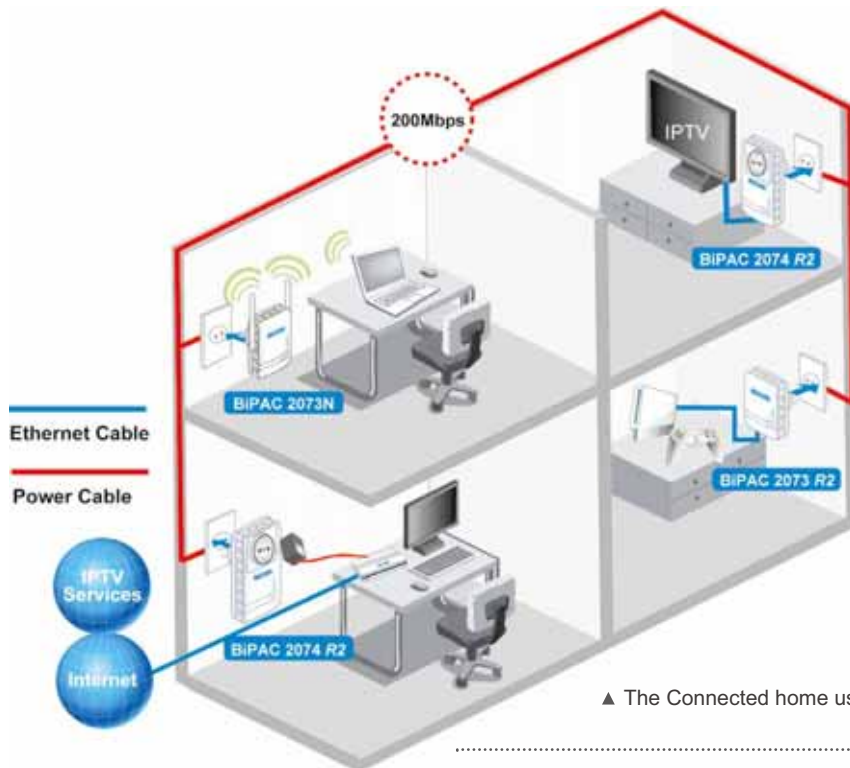 200Mbps
IPTV
BiPAC 2074 R2
BiPAC 2073N
BiPAC 2073 R2
Ethernet Cable
Power Cable
IPTV
Services
Internet
BiPAC 2074 R2
▲ The Connected home us